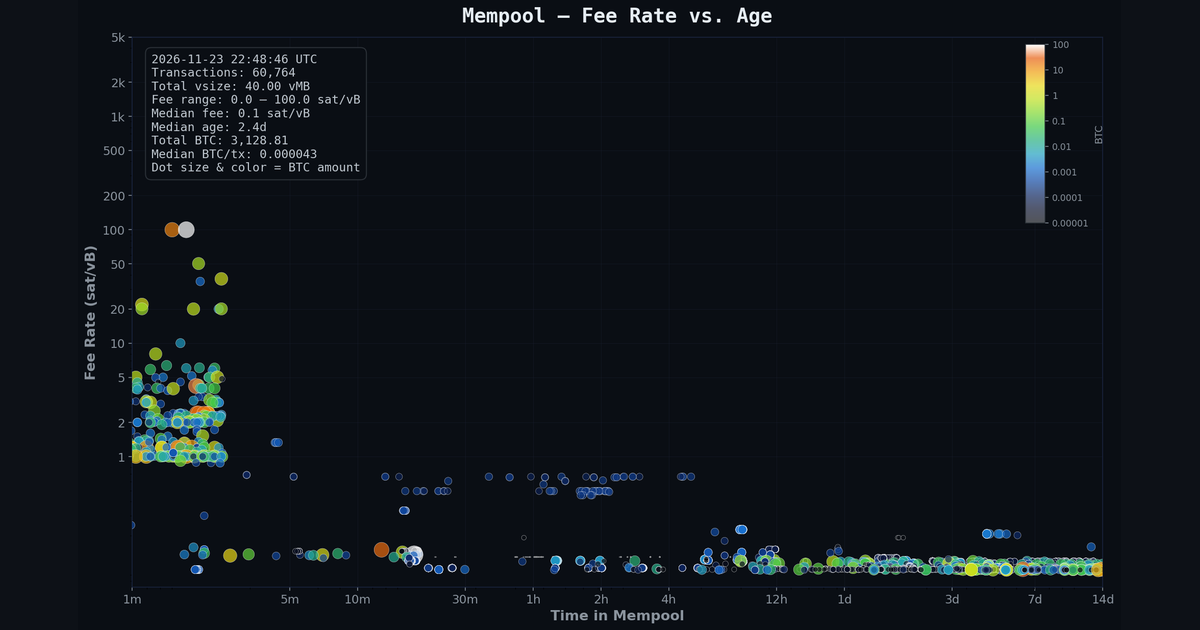 Mempool — Fee Rate vs. Age
2026-11-23 22:48:46 UTC
Transactions: 60,764
Total vsize: 40.00 vMB
Fee range: 0.0 — 100.0 sat/vB
Median fee: 0.1 sat/vB
Median age: 2.4d
Total BTC: 3,128.81
Median BTC/tx: 0.000043
Dot size & color = BTC amount
5k
2k
1k
500
200
100
50
20
10
5
2
1
Fee Rate (sat/vB)
100
10
1
0.1
0.01
0.001
0.0001
0.00001
BTC
1m
5m
10m
30m
1h
2h
4h
12h
1d
3d
7d
14d
Time in Mempool